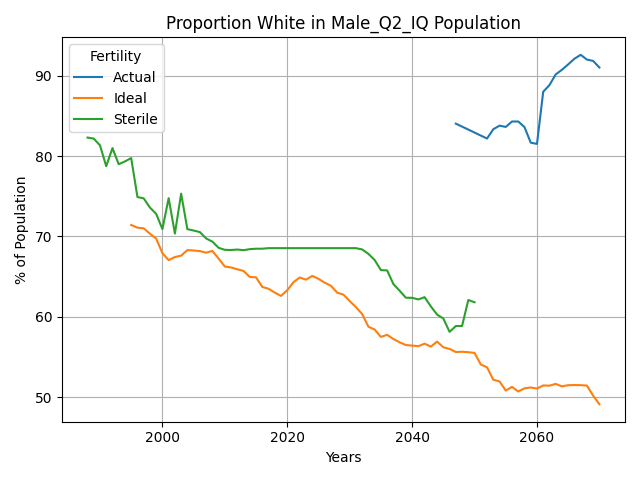 Proportion White in Male_Q2_IQ Population
Fertility
Actual
Ideal
Sterile
% of Population
90
80
70
60
50
2000
2020
2040
2060
Years